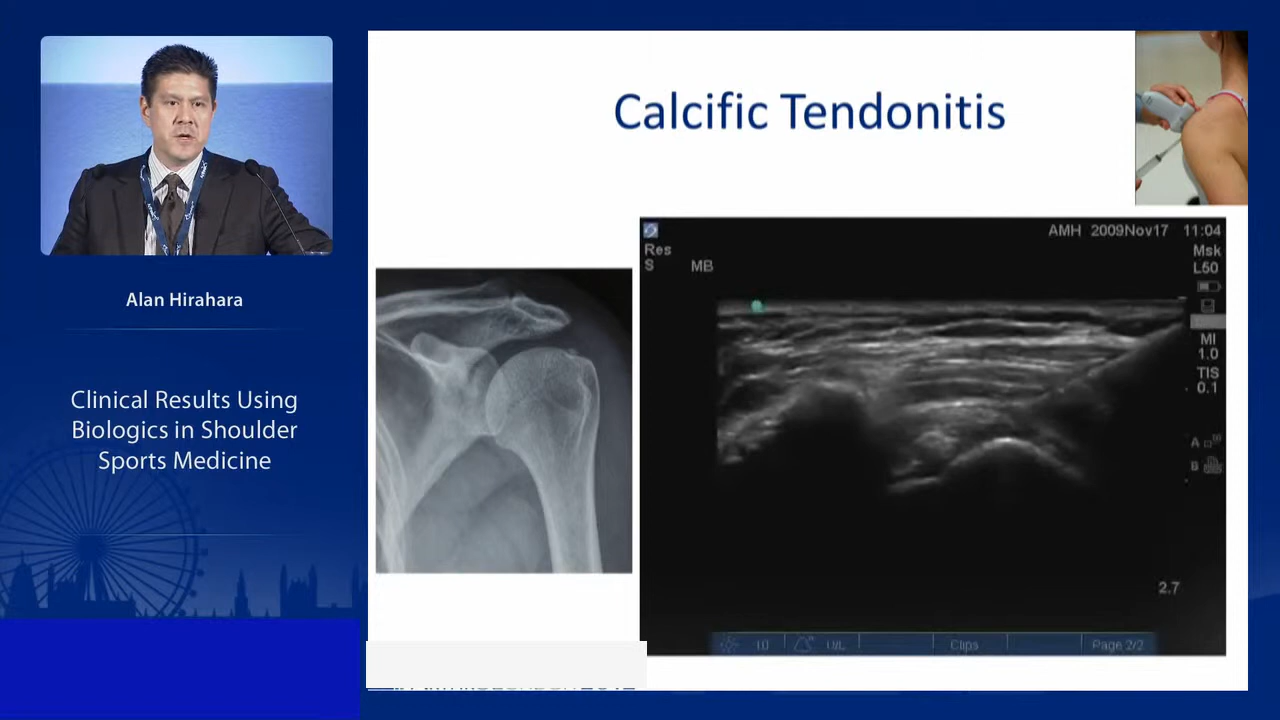 Calcific Tendonitis
Alan Hirahara
Clinical Results Using
Biologics in Shoulder
Sports Medicine
AMH 2009Nov17 11:04
Res
S MB
Msk
L50
MI
1.0
TIS
0.1
A
B
2.7
Clips
Page 2/2